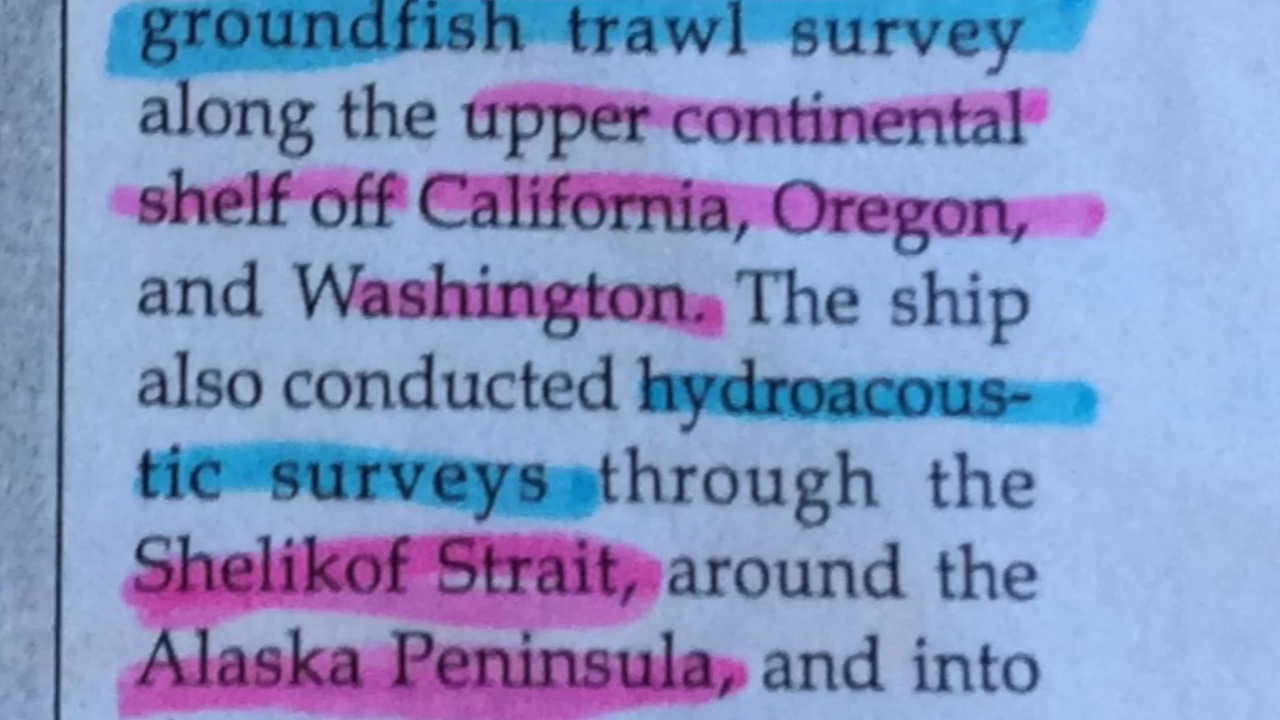 groundfish trawl survey
along the upper continental
shelf off California, Oregon,
and Washington. The ship
also conducted hydroacous-
tic surveys through the
Shelikof Strait, around the
Alaska Peninsula, and into